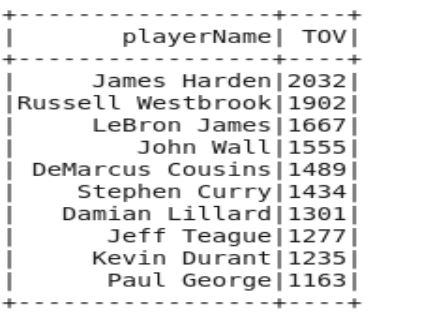 +-----------------+----+
|       playerName| TOV|
+-----------------+----+
|     James Harden|2032|
|Russell Westbrook|1902|
|     LeBron James|1667|
|        John Wall|1555|
| DeMarcus Cousins|1489|
|    Stephen Curry|1434|
|   Damian Lillard|1301|
|      Jeff Teague|1277|
|     Kevin Durant|1235|
|      Paul George|1163|
+-----------------+----+